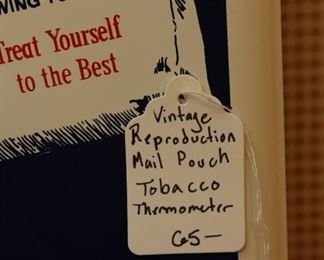 Treat Yourself
to the Best
Vintage
Reproduction
Mail Pouch
Tobacco
Thermometer
65—